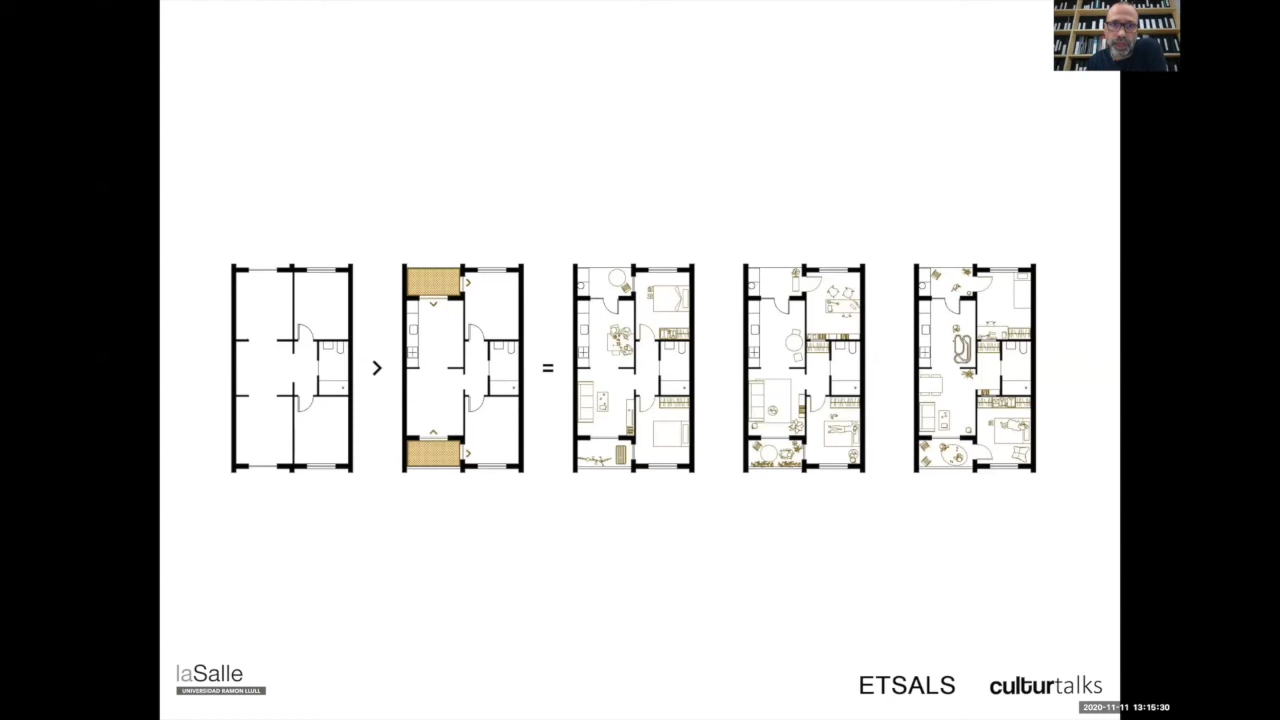 > =
laSalle
UNIVERSIDAD RAMON LLULL
ETSALS
culturtalks
2020-11-11 13:15:30